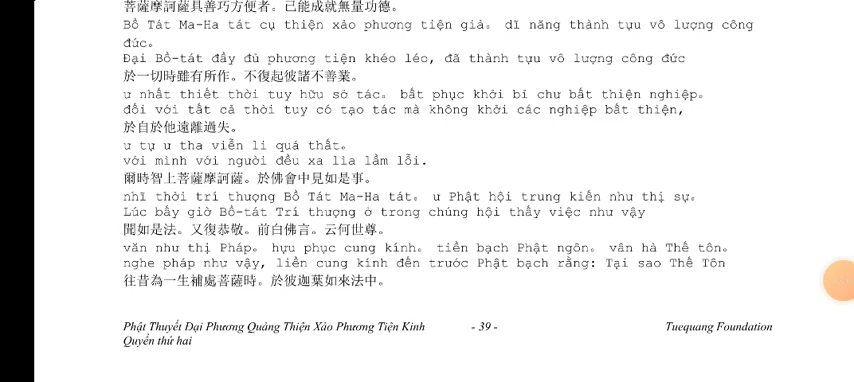 菩薩摩訶薩具善巧方便者。已能成就無量功德。
Bồ Tát Ma-Ha tát cụ thiện xảo phương tiện giả。 dĩ năng thành tựu vô lượng công
đức。
Đại Bồ-tát đầy đủ phương tiện khéo léo, đã thành tựu vô lượng công đức
於一切時雖有所作。不復起彼諸不善業。
ư nhất thiết thời tuy hữu sở tác。 bất phục khởi bỉ chư bất thiện nghiệp。
đối với tất cả thời tuy có tạo tác mà không khởi các nghiệp bất thiện,
於自於他遠離過失。
ư tự ư tha viễn li quá thất。
với mình với người đều xa lìa lầm lỗi.
爾時智上菩薩摩訶薩。於佛會中見如是事。
nhĩ thời trí thượng Bồ Tát Ma-Ha tát。 ư Phật hội trung kiến như thị sự。
Lúc bấy giờ Bồ-tát Trí thượng ở trong chúng hội thấy việc như vậy
聞如是法。又復恭敬。前白佛言。云何世尊。
văn như thị Pháp。 hựu phục cung kính。 tiền bạch Phật ngôn。 vân hà Thế tôn。
nghe pháp như vậy, liền cung kính đến trước Phật bạch rằng: Tại sao Thế Tôn
往昔為一生補處菩薩時。於彼迦葉如來法中。
Phật Thuyết Đại Phương Quảng Thiện Xảo Phương Tiện Kinh - 39 - Tuequang Foundation
Quyển thứ hai